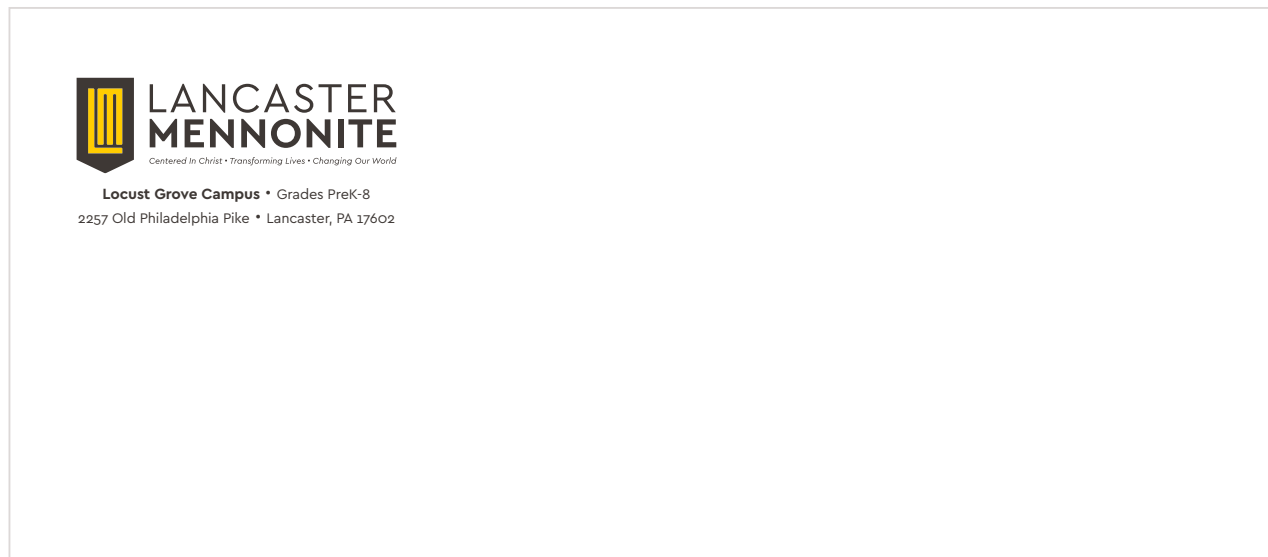 LANCASTER
MENNONITE
Centered In Christ • Transforming Lives • Changing Our World
Locust Grove Campus • Grades PreK-8
2257 Old Philadelphia Pike • Lancaster, PA 17602